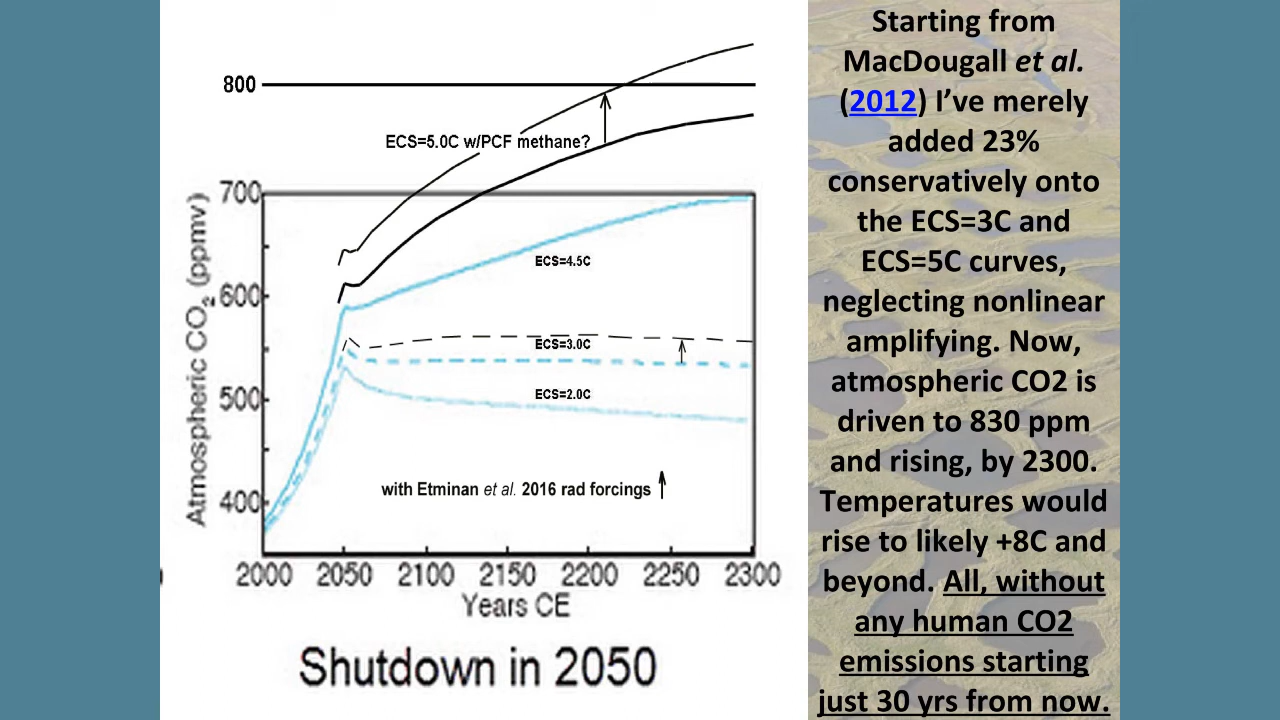 800
ECS=5.0C w/PCF methane?
700
600
500
400
Atmospheric CO2 (ppmv)
ECS=4.5C
ECS=3.0C
ECS=2.0C
with Etminan et al. 2016 rad forcings
2000 2050 2100 2150 2200 2250 2300
Years CE
Shutdown in 2050
Starting from
MacDougall et al.
(2012) I’ve merely
added 23%
conservatively onto
the ECS=3C and
ECS=5C curves,
neglecting nonlinear
amplifying. Now,
atmospheric CO2 is
driven to 830 ppm
and rising, by 2300.
Temperatures would
rise to likely +8C and
beyond. All, without
any human CO2
emissions starting
just 30 yrs from now.